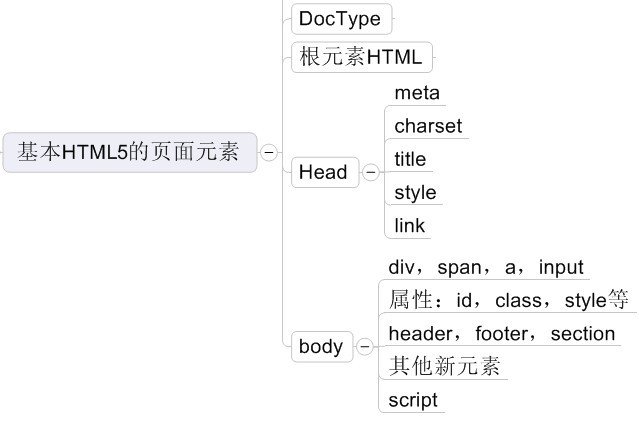 DocType
根元素HTML
meta
charset
基本HTML5的页面元素
title
Head
style
link
div，span，a，input
属性：id，class，style等
header，footer，section
body
其他新元素
script